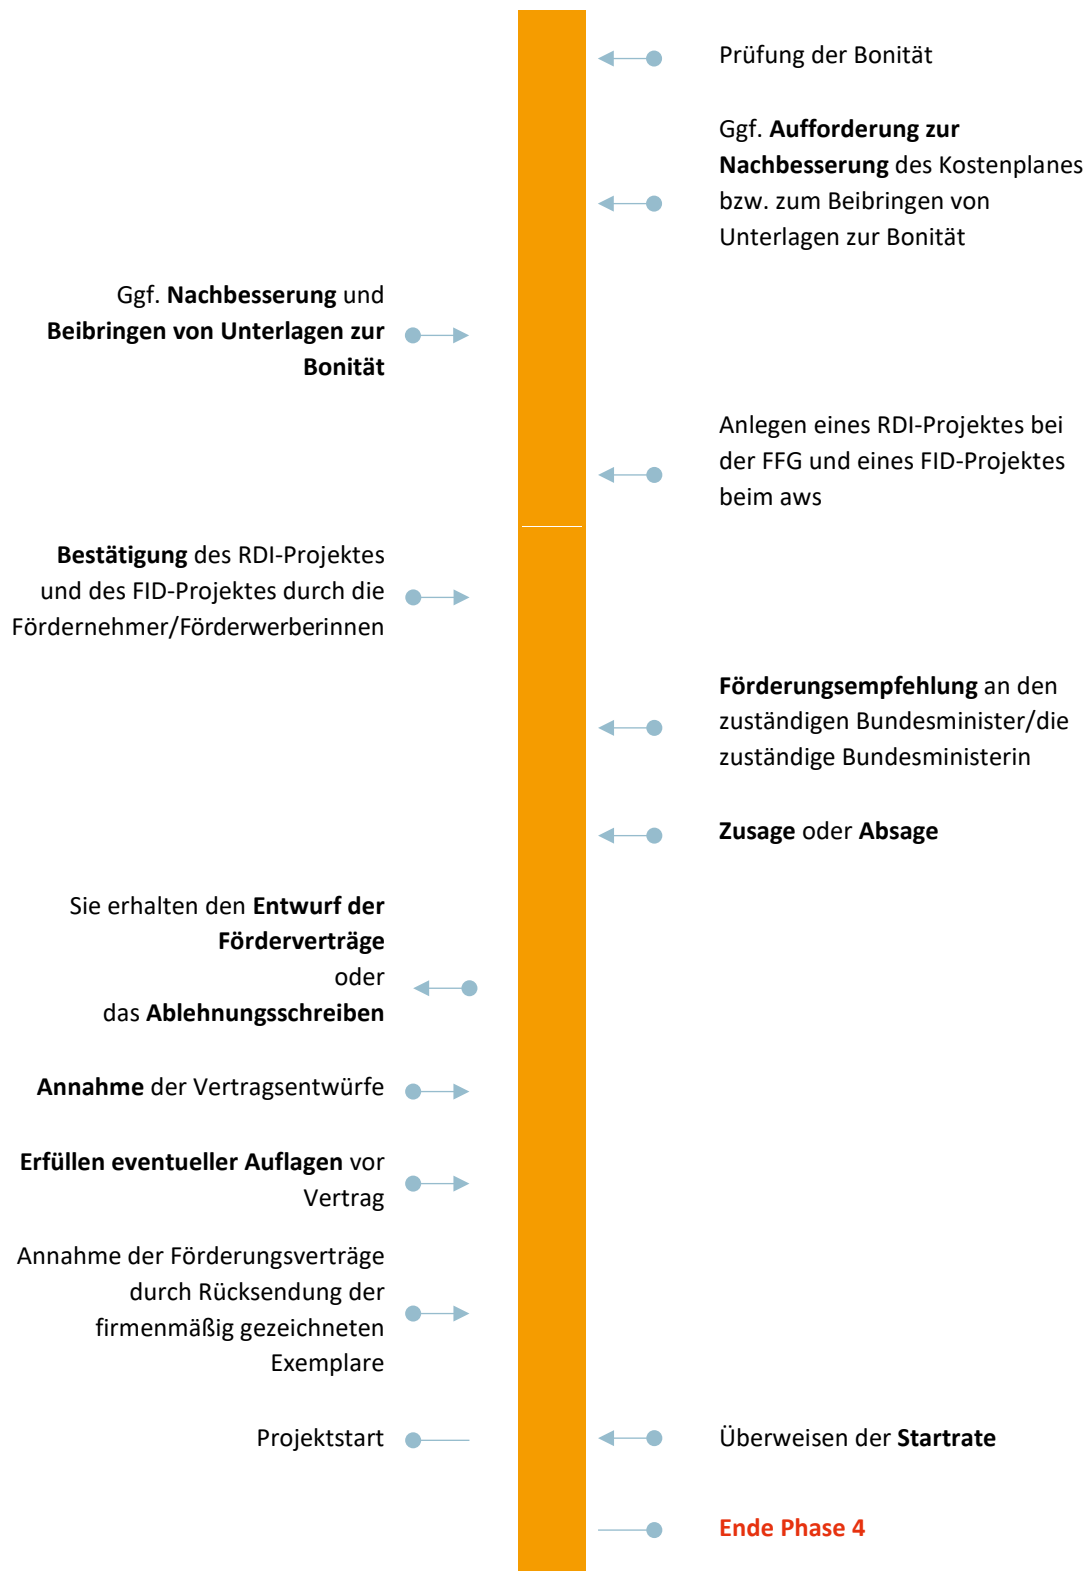 Prüfung der Bonität
Ggf. Aufforderung zur
Nachbesserung des Kostenplanes
bzw. zum Beibringen von
Unterlagen zur Bonität
Ggf. Nachbesserung und
Beibringen von Unterlagen zur
Bonität
Anlegen eines RDI-Projektes bei
der FFG und eines FID-Projektes
beim aws
Bestätigung des RDI-Projektes
und des FID-Projektes durch die
Fördernehmer/Förderwerberinnen
Förderungsempfehlung an den
zuständigen Bundesminister/die
zuständige Bundesministerin
Zusage oder Absage
Sie erhalten den Entwurf der
Förderverträge
oder
das Ablehnungsschreiben
Annahme der Vertragsentwürfe
Erfüllen eventueller Auflagen vor
Vertrag
Annahme der Förderungsverträge
durch Rücksendung der
firmenmäßig gezeichneten
Exemplare
Projektstart
Überweisen der Startrate
Ende Phase 4